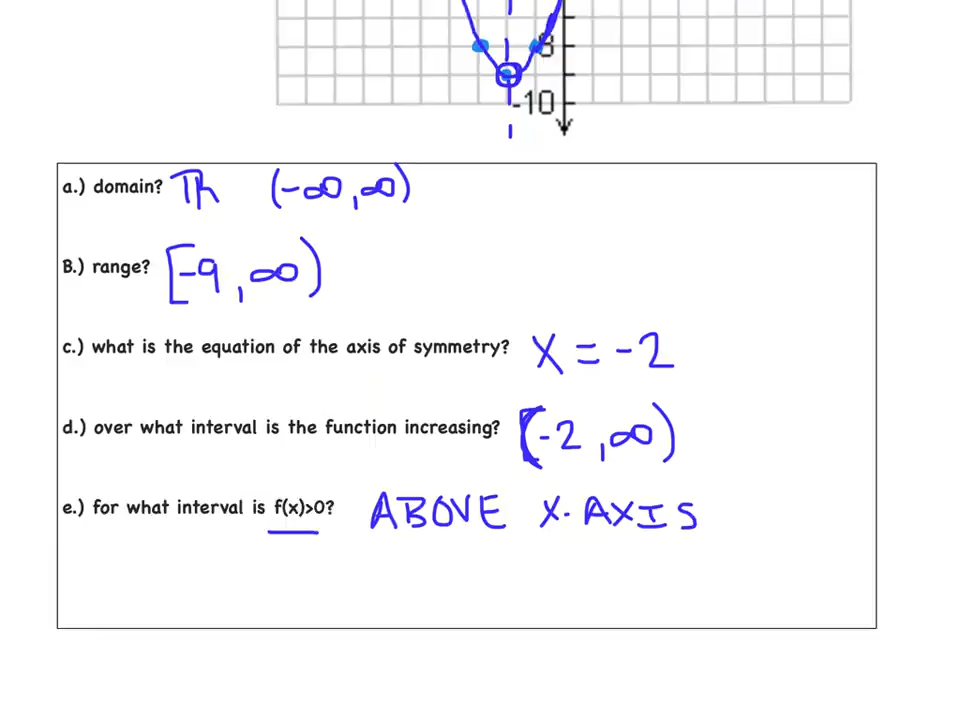 -8
-10
a.) domain? Th (-∞,∞)
B.) range? [-9,∞)
c.) what is the equation of the axis of symmetry? x = -2
d.) over what interval is the function increasing? (-2,∞)
e.) for what interval is f(x)>0? ABOVE X-AXIS